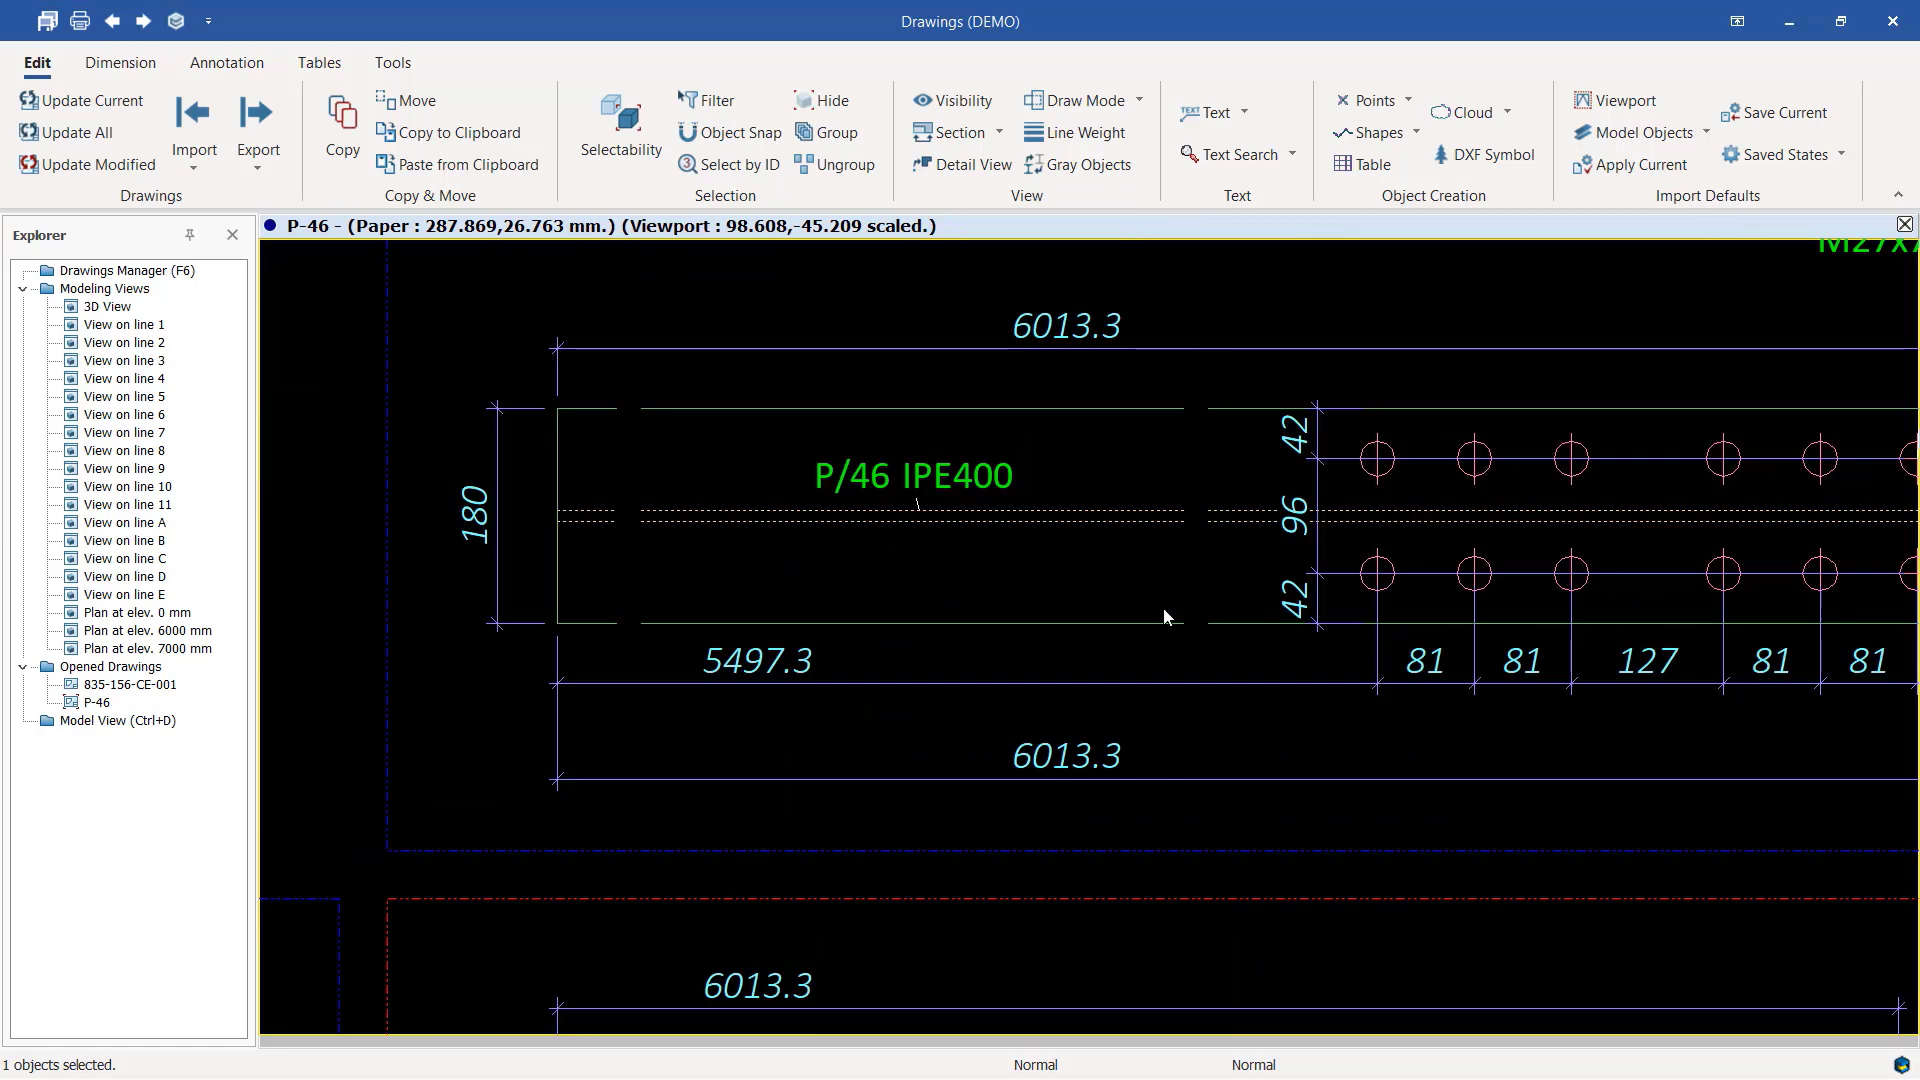 Drawings (DEMO)
Edit
Dimension
Annotation
Tables
Tools
Update Current
Update All
Update Modified
Import
Export
Drawings
Copy
Move
Copy to Clipboard
Paste from Clipboard
Copy & Move
Selectability
Filter
Object Snap
Select by ID
Hide
Group
Ungroup
Selection
Visibility
Section
Detail View
Draw Mode
Line Weight
Gray Objects
View
TEXT Text
Text Search
Text
Points
Shapes
Table
Cloud
DXF Symbol
Object Creation
Viewport
Model Objects
Apply Current
Save Current
Saved States
Import Defaults
Explorer
Drawings Manager (F6)
Modeling Views
3D View
View on line 1
View on line 2
View on line 3
View on line 4
View on line 5
View on line 6
View on line 7
View on line 8
View on line 9
View on line 10
View on line 11
View on line A
View on line B
View on line C
View on line D
View on line E
Plan at elev. 0 mm
Plan at elev. 6000 mm
Plan at elev. 7000 mm
Opened Drawings
835-156-CE-001
P-46
Model View (Ctrl+D)
P-46 - (Paper : 287.869,26.763 mm.) (Viewport : 98.608,-45.209 scaled.)
6013.3
180
P/46 IPE400
42
96
42
5497.3
81
81
127
81
81
6013.3
6013.3
1 objects selected.
Normal
Normal